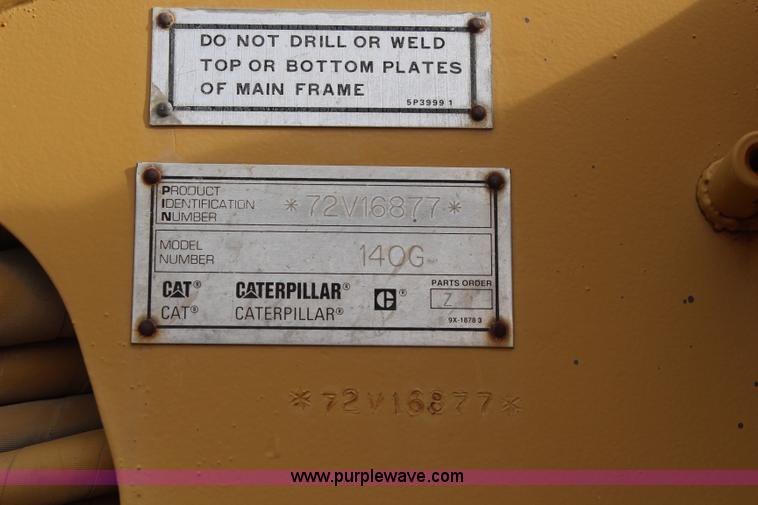 DO NOT DRILL OR WELD
TOP OR BOTTOM PLATES
OF MAIN FRAME
5P3999 1
PRODUCT
IDENTIFICATION
NUMBER
*72V16877*
MODEL
NUMBER
140G
CAT® CATERPILLAR® C®
PARTS ORDER
Z
CAT® CATERPILLAR®
9X-1878 3
*72V16877*
www.purplewave.com